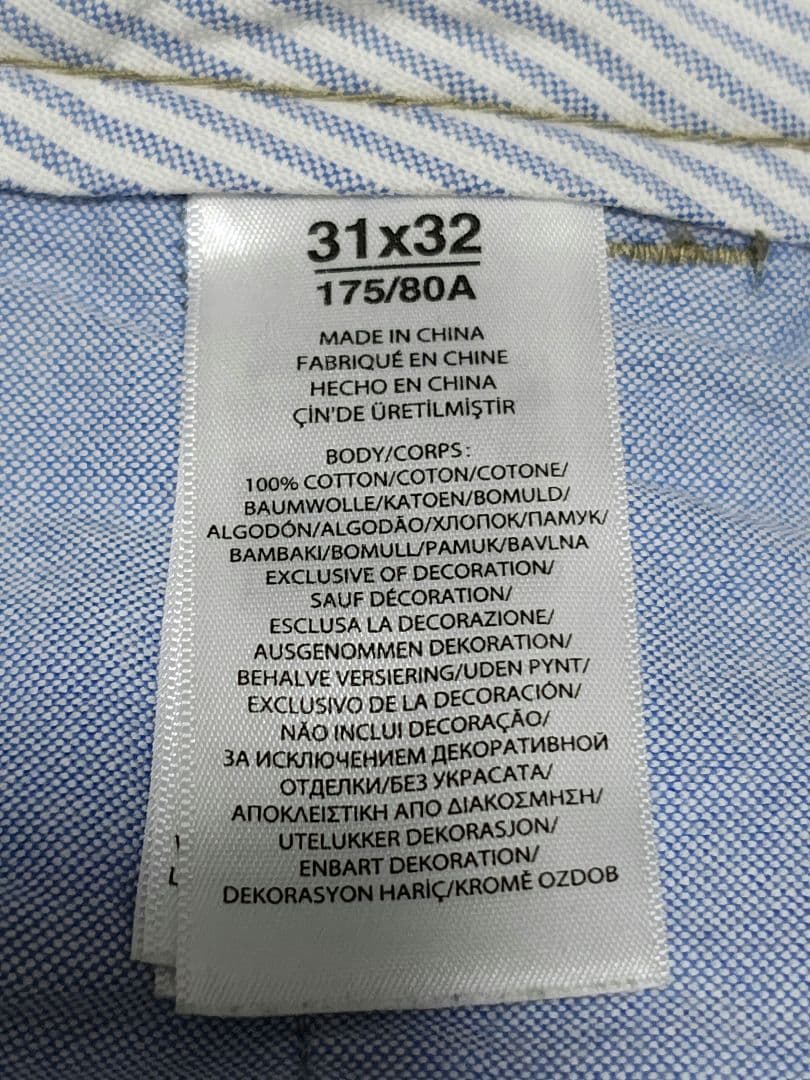 31x32
175/80A
MADE IN CHINA
FABRIQUÉ EN CHINE
HECHO EN CHINA
ÇİN'DE ÜRETİLMİŞTİR
BODY/CORPS:
100% COTTON/COTON/COTONE/
BAUMWOLLE/KATOEN/BOMULD/
ALGODÓN/ALGODÃO/ХЛОПОК/ПАМУК/
BAMBAKI/BOMULL/PAMUK/BAVLNA
EXCLUSIVE OF DECORATION/
SAUF DÉCORATION/
ESCLUSA LA DECORAZIONE/
AUSGENOMMEN DEKORATION/
BEHALVE VERSIERING/UDEN PYNT/
EXCLUSIVO DE LA DECORACIÓN/
NÃO INCLUI DECORAÇÃO/
ЗА ИСКЛЮЧЕНИЕМ ДЕКОРАТИВНОЙ
ОТДЕЛКИ/БЕЗ УКРАСАТА/
ΑΠΟΚΛΕΙΣΤΙΚΗ ΑΠΟ ΔΙΑΚΟΣΜΗΣΗ/
UTELUKKER DEKORASJON/
ENBART DEKORATION/
DEKORASYON HARİÇ/KROMĚ OZDOB